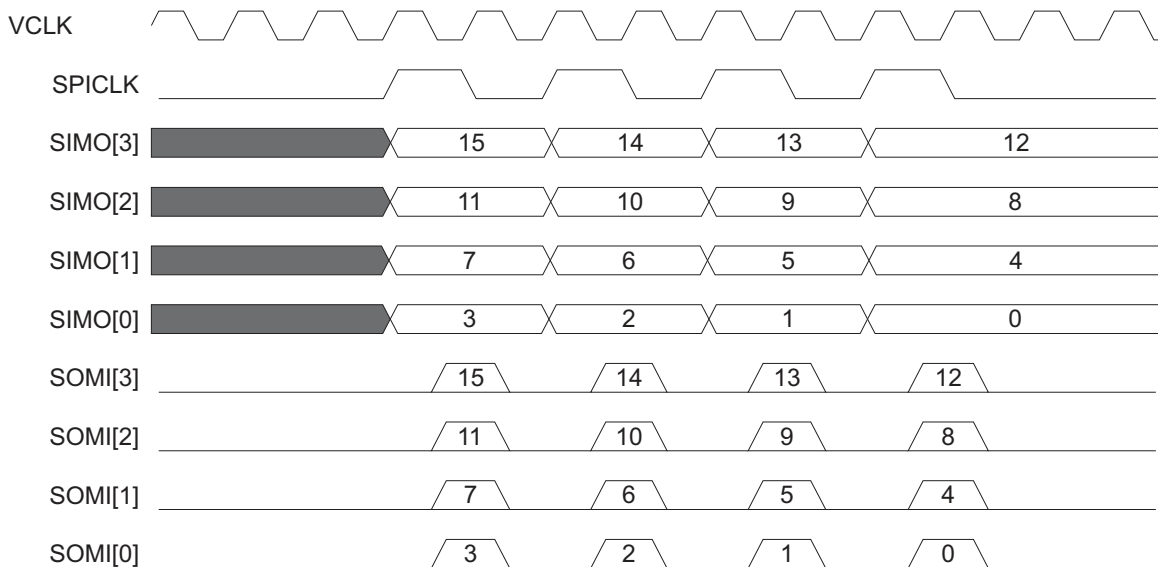 VCLK
SPICLK
SIMO[3] 15 14 13 12
SIMO[2] 11 10 9 8
SIMO[1] 7 6 5 4
SIMO[0] 3 2 1 0
SOMI[3] 15 14 13 12
SOMI[2] 11 10 9 8
SOMI[1] 7 6 5 4
SOMI[0] 3 2 1 0